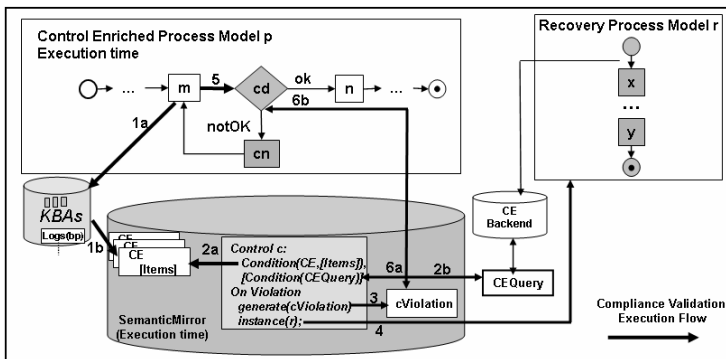 Control Enriched Process Model p
Execution time
...
m
5
cd
ok
n
...
6b
notOK
cn
1a
Recovery Process Model r
x
...
y
KBAs
Logs(bp)
1b
CE
CE
CE
[Items]
2a
Control c:
Condition(CE,[Items]),
[Condition(CEQuery)]
On Violation
generate(cViolation)
instance(r);
3
4
6a
2b
cViolation
CE
Backend
CEQuery
SemanticMirror
(Execution time)
Compliance Validation
Execution Flow